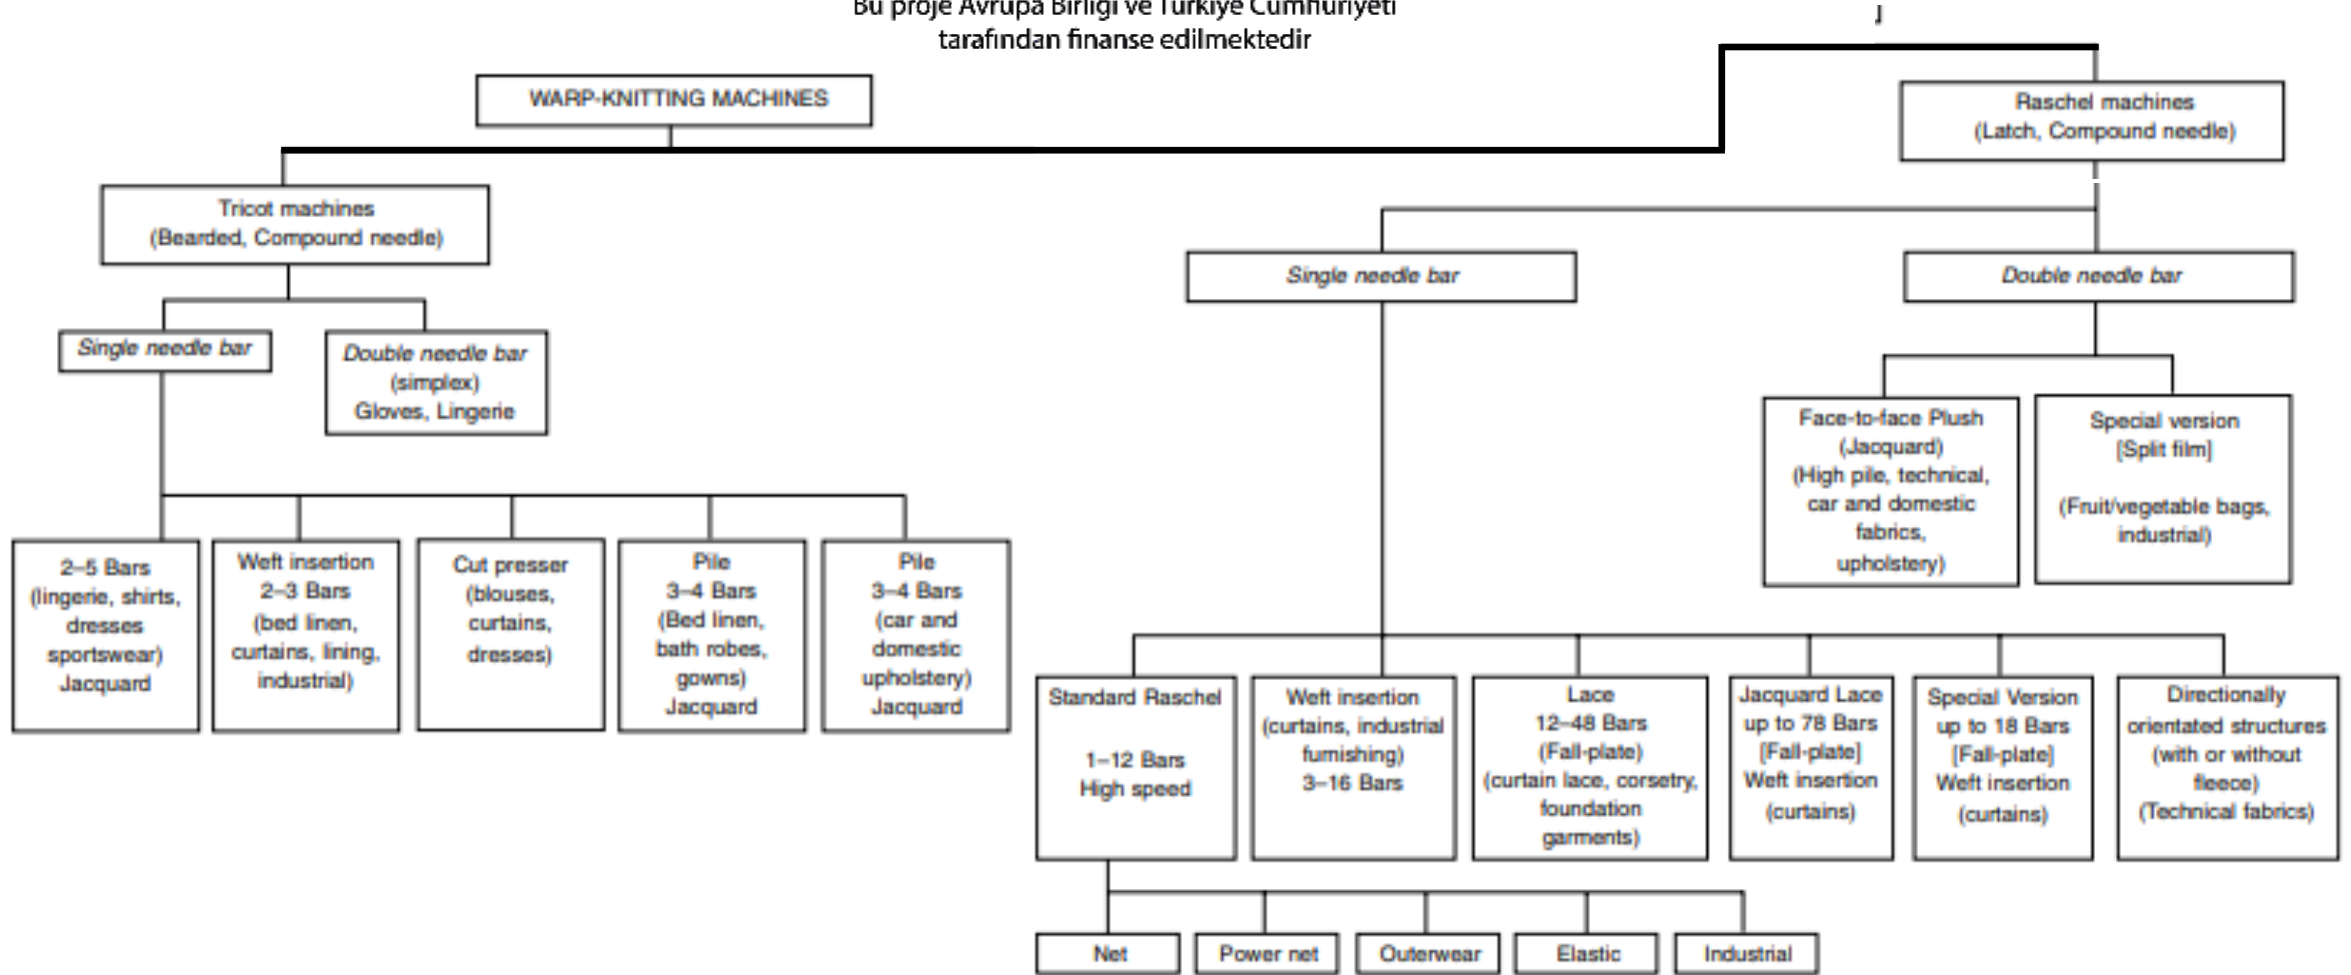 Bu proje Avrupa Birliği ve Türkiye Cumhuriyeti
tarafından finanse edilmektedir
WARP-KNITTING MACHINES
Raschel machines
(Latch, Compound needle)
Tricot machines
(Bearded, Compound needle)
Single needle bar
Double needle bar
(simplex)
Gloves, Lingerie
Single needle bar
Double needle bar
Face-to-face Plush
(Jacquard)
(High pile, technical,
car and domestic
fabrics,
upholstery)
Special version
[Split film]
(Fruit/vegetable bags,
industrial)
2–5 Bars
(lingerie, shirts,
dresses
sportswear)
Jacquard
Weft insertion
2–3 Bars
(bed linen,
curtains, lining,
industrial)
Cut presser
(blouses,
curtains,
dresses)
Pile
3–4 Bars
(Bed linen,
bath robes,
gowns)
Jacquard
Pile
3–4 Bars
(car and
domestic
upholstery)
Jacquard
Standard Raschel
1–12 Bars
High speed
Weft insertion
(curtains, industrial
furnishing)
3–16 Bars
Lace
12–48 Bars
(Fall-plate)
(curtain lace, corsetry,
foundation
garments)
Jacquard Lace
up to 78 Bars
[Fall-plate]
Weft insertion
(curtains)
Special Version
up to 18 Bars
[Fall-plate]
Weft insertion
(curtains)
Directionally
orientated structures
(with or without
fleece)
(Technical fabrics)
Net
Power net
Outerwear
Elastic
Industrial